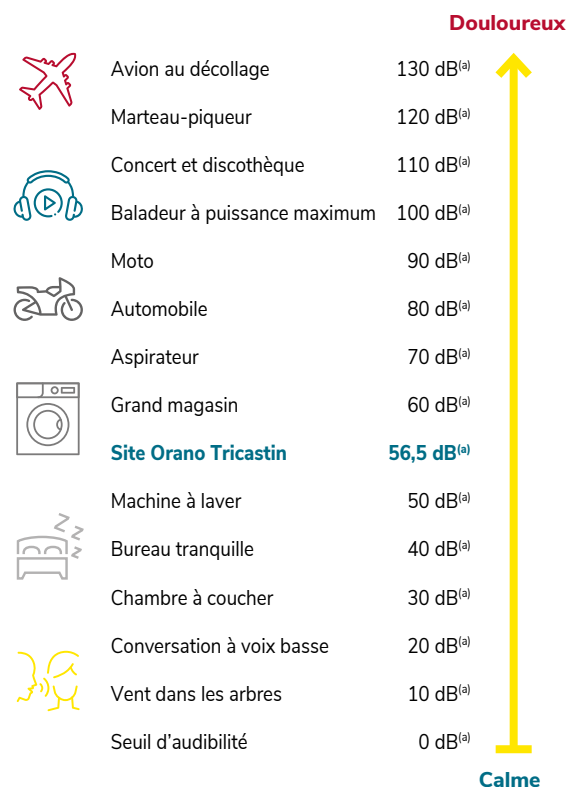 Douloureux
Avion au décollage 130 dB(a)
Marteau-piqueur 120 dB(a)
Concert et discothèque 110 dB(a)
Baladeur à puissance maximum 100 dB(a)
Moto 90 dB(a)
Automobile 80 dB(a)
Aspirateur 70 dB(a)
Grand magasin 60 dB(a)
Site Orano Tricastin 56,5 dB(a)
Machine à laver 50 dB(a)
Bureau tranquille 40 dB(a)
Chambre à coucher 30 dB(a)
Conversation à voix basse 20 dB(a)
Vent dans les arbres 10 dB(a)
Seuil d’audibilité 0 dB(a)
Calme